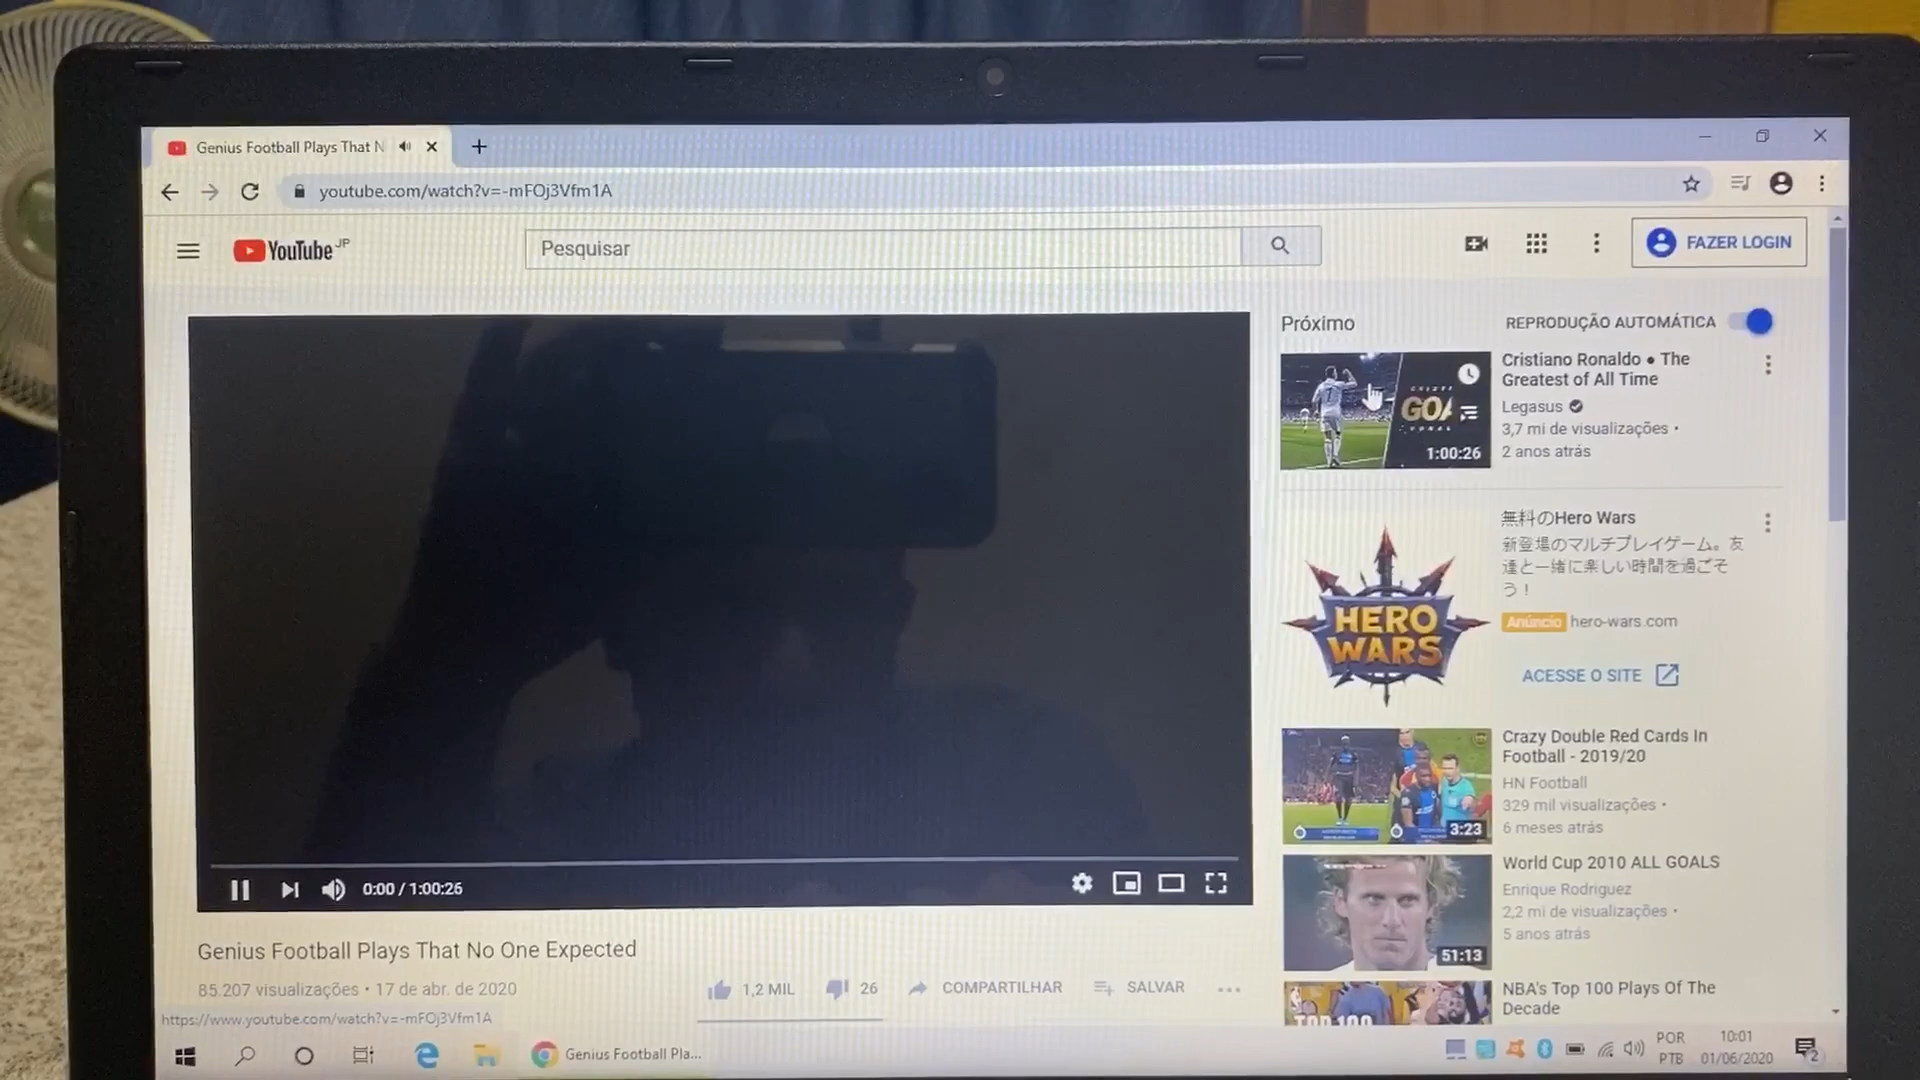 Genius Football Plays That N
youtube.com/watch?v=-mFOj3Vfm1A
YouTube JP
Pesquisar
FAZER LOGIN
Próximo
REPRODUÇÃO AUTOMÁTICA
Cristiano Ronaldo ● The
Greatest of All Time
Legasus
3,7 mi de visualizações •
2 anos atrás
1:00:26
無料のHero Wars
新登場のマルチプレイゲーム。友
達と一緒に楽しい時間を過ごそ
う！
Anúncio hero-wars.com
ACESSE O SITE
HERO
WARS
Crazy Double Red Cards In
Football - 2019/20
HN Football
329 mil visualizações •
6 meses atrás
3:23
World Cup 2010 ALL GOALS
Enrique Rodriguez
2,2 mi de visualizações •
5 anos atrás
51:13
NBA's Top 100 Plays Of The
Decade
TOP 100
0:00 / 1:00:26
Genius Football Plays That No One Expected
85.207 visualizações • 17 de abr. de 2020
1,2 MIL
26
COMPARTILHAR
SALVAR
https://www.youtube.com/watch?v=-mFOj3Vfm1A
Genius Football Pla...
POR
PTB
10:01
01/06/2020
2